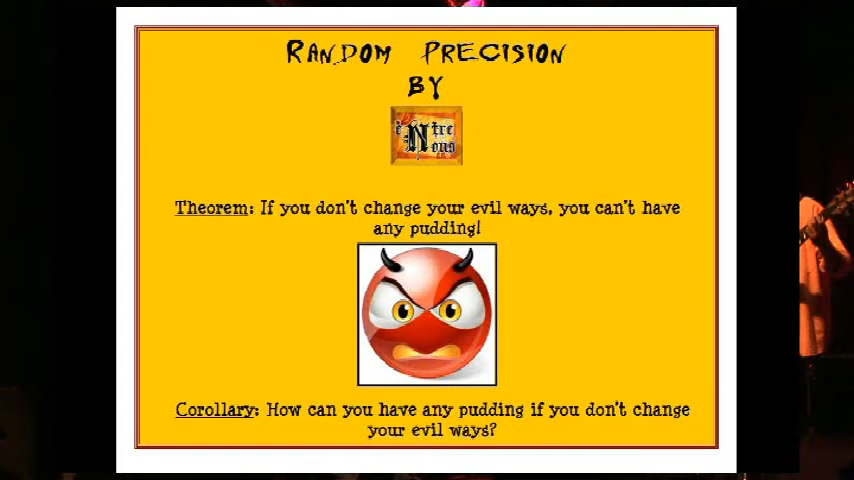 RANDOM PRECISION
BY
entre
Nous
Theorem: If you don't change your evil ways, you can't have
any pudding!
Corollary: How can you have any pudding if you don't change
your evil ways?